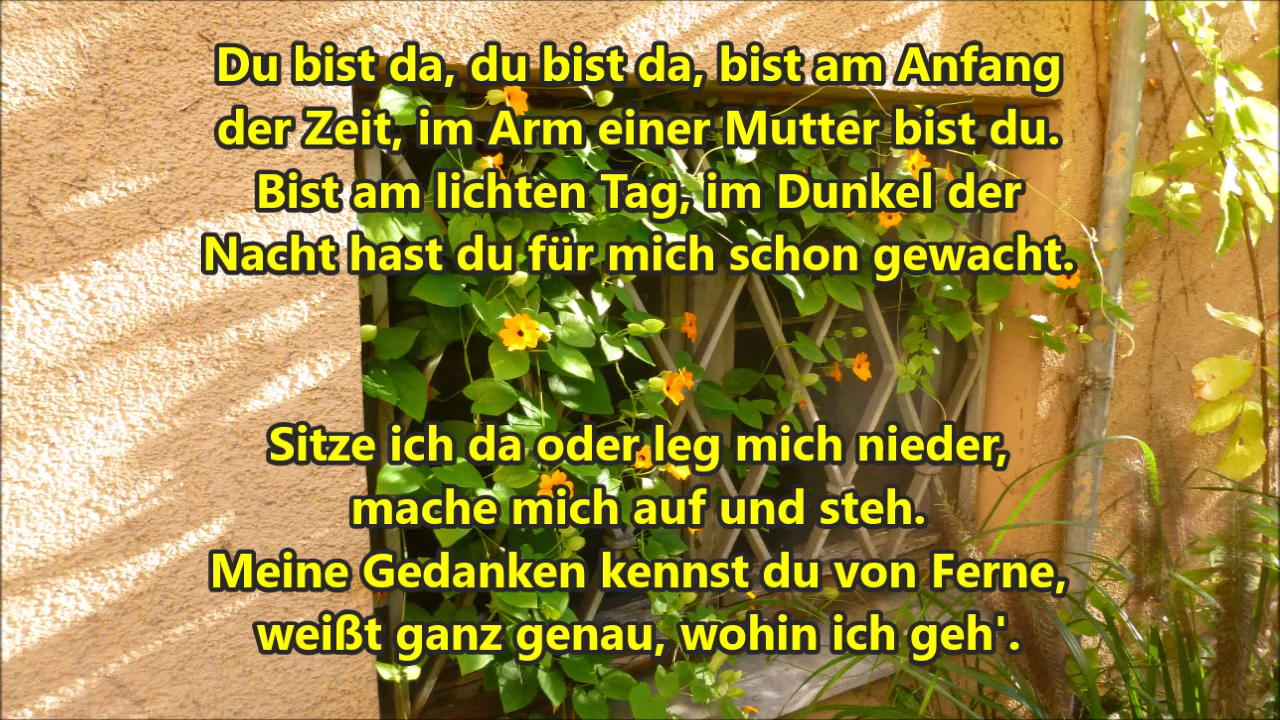 Du bist da, du bist da, bist am Anfang
der Zeit, im Arm einer Mutter bist du.
Bist am lichten Tag, im Dunkel der
Nacht hast du für mich schon gewacht.
Sitze ich da oder leg mich nieder,
mache mich auf und steh.
Meine Gedanken kennst du von Ferne,
weißt ganz genau, wohin ich geh'.